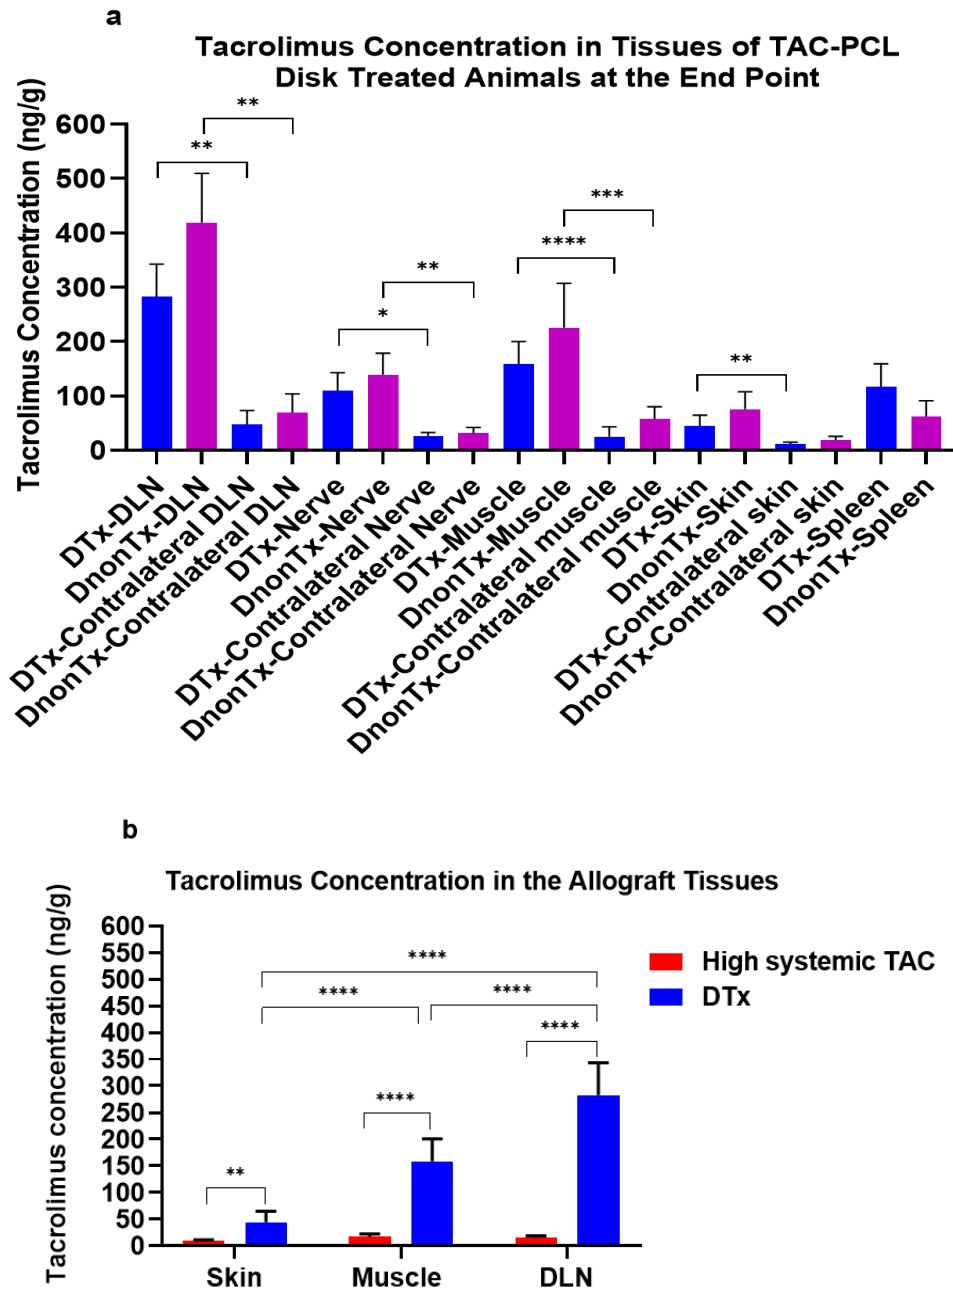 a
Tacrolimus Concentration in Tissues of TAC-PCL
Disk Treated Animals at the End Point
Tacrolimus Concentration (ng/g)
600
500
400
300
200
100
0
**
**
*
**
****
***
**
DTx-DLN
DnonTx-DLN
DTx-Contralateral DLN
DnonTx-Contralateral DLN
DTx-Nerve
DnonTx-Nerve
DTx-Contralateral Nerve
DnonTx-Contralateral Nerve
DTx-Muscle
DnonTx-Muscle
DTx-Contralateral muscle
DnonTx-Contralateral muscle
DTx-Skin
DnonTx-Skin
DTx-Contralateral skin
DnonTx-Contralateral skin
DTx-Spleen
DnonTx-Spleen
b
Tacrolimus Concentration in the Allograft Tissues
Tacrolimus concentration (ng/g)
600
550
500
450
400
350
300
250
200
150
100
50
0
****
****
****
****
****
**
High systemic TAC
DTx
Skin
Muscle
DLN